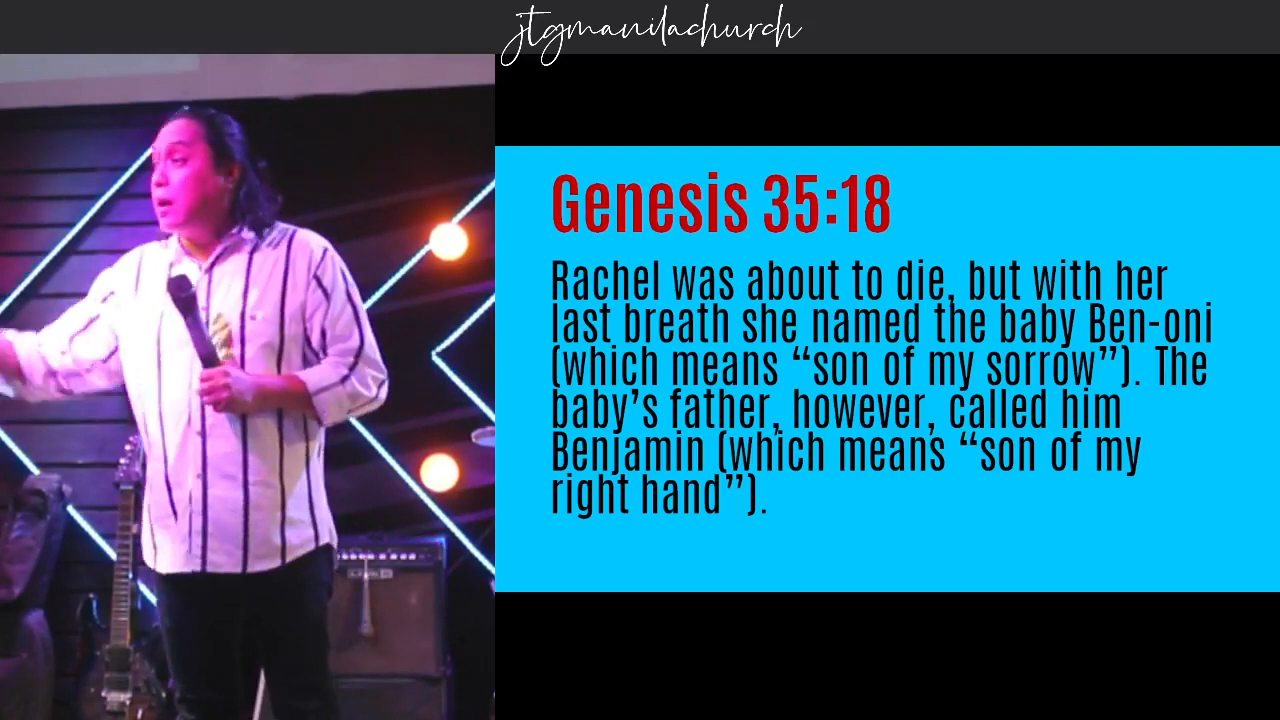 jtgmanilachurch
Genesis 35:18
Rachel was about to die, but with her
last breath she named the baby Ben-oni
(which means “son of my sorrow”). The
baby’s father, however, called him
Benjamin (which means “son of my
right hand”).